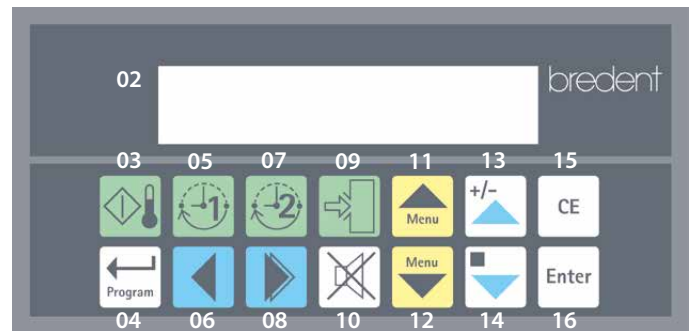 02 bredent
03 05 07 09 11 13 15
1 2 Menu +/- CE
Program Menu Enter
04 06 08 10 12 14 16